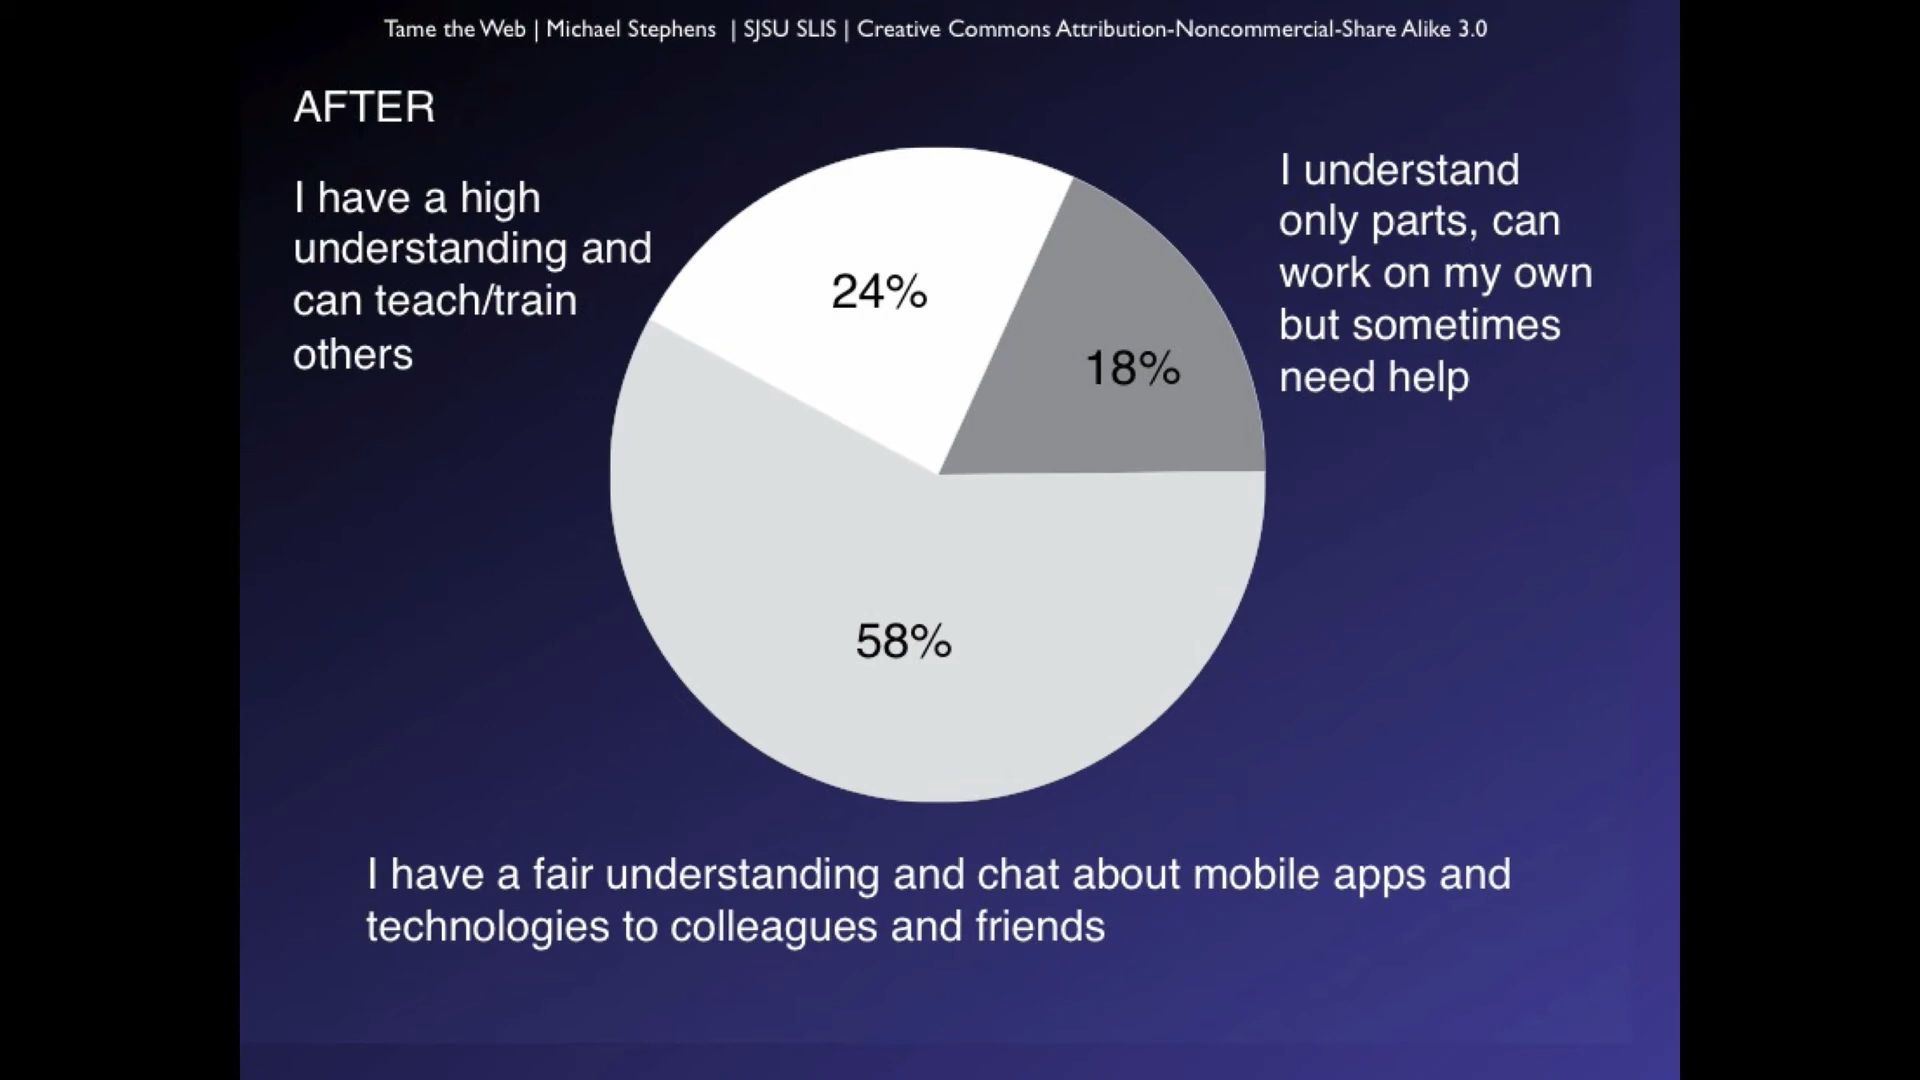 Tame the Web | Michael Stephens | SJSU SLIS | Creative Commons Attribution-Noncommercial-Share Alike 3.0
AFTER
I have a high
understanding and
can teach/train
others
24%
18%
58%
I understand
only parts, can
work on my own
but sometimes
need help
I have a fair understanding and chat about mobile apps and
technologies to colleagues and friends